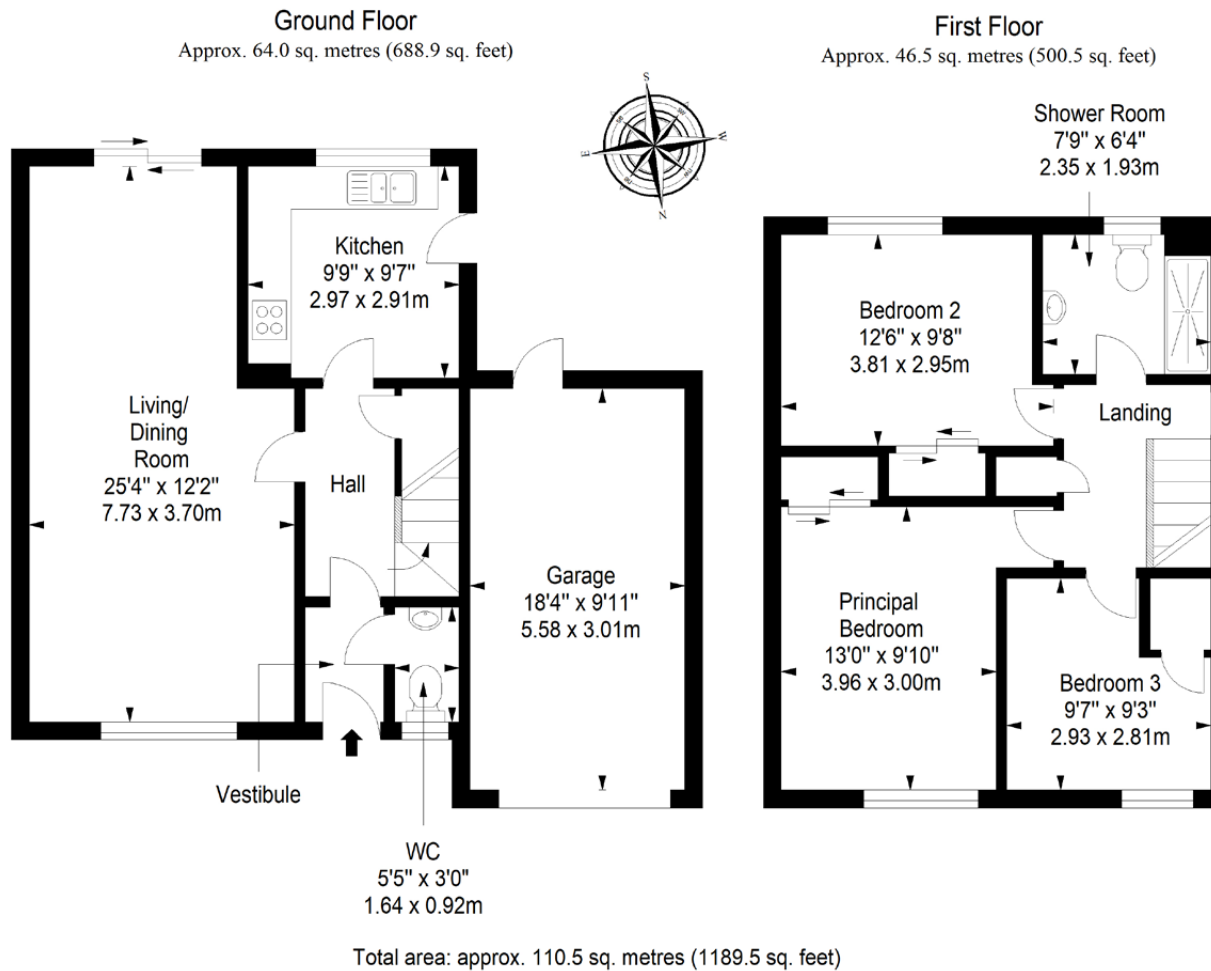 Ground Floor
Approx. 64.0 sq. metres (688.9 sq. feet)
First Floor
Approx. 46.5 sq. metres (500.5 sq. feet)
S
W
E
N
Shower Room
7'9" x 6'4"
2.35 x 1.93m
Kitchen
9'9" x 9'7"
2.97 x 2.91m
Bedroom 2
12'6" x 9'8"
3.81 x 2.95m
Living/
Dining
Room
25'4" x 12'2"
7.73 x 3.70m
Hall
Landing
Garage
18'4" x 9'11"
5.58 x 3.01m
Principal
Bedroom
13'0" x 9'10"
3.96 x 3.00m
Bedroom 3
9'7" x 9'3"
2.93 x 2.81m
Vestibule
WC
5'5" x 3'0"
1.64 x 0.92m
Total area: approx. 110.5 sq. metres (1189.5 sq. feet)